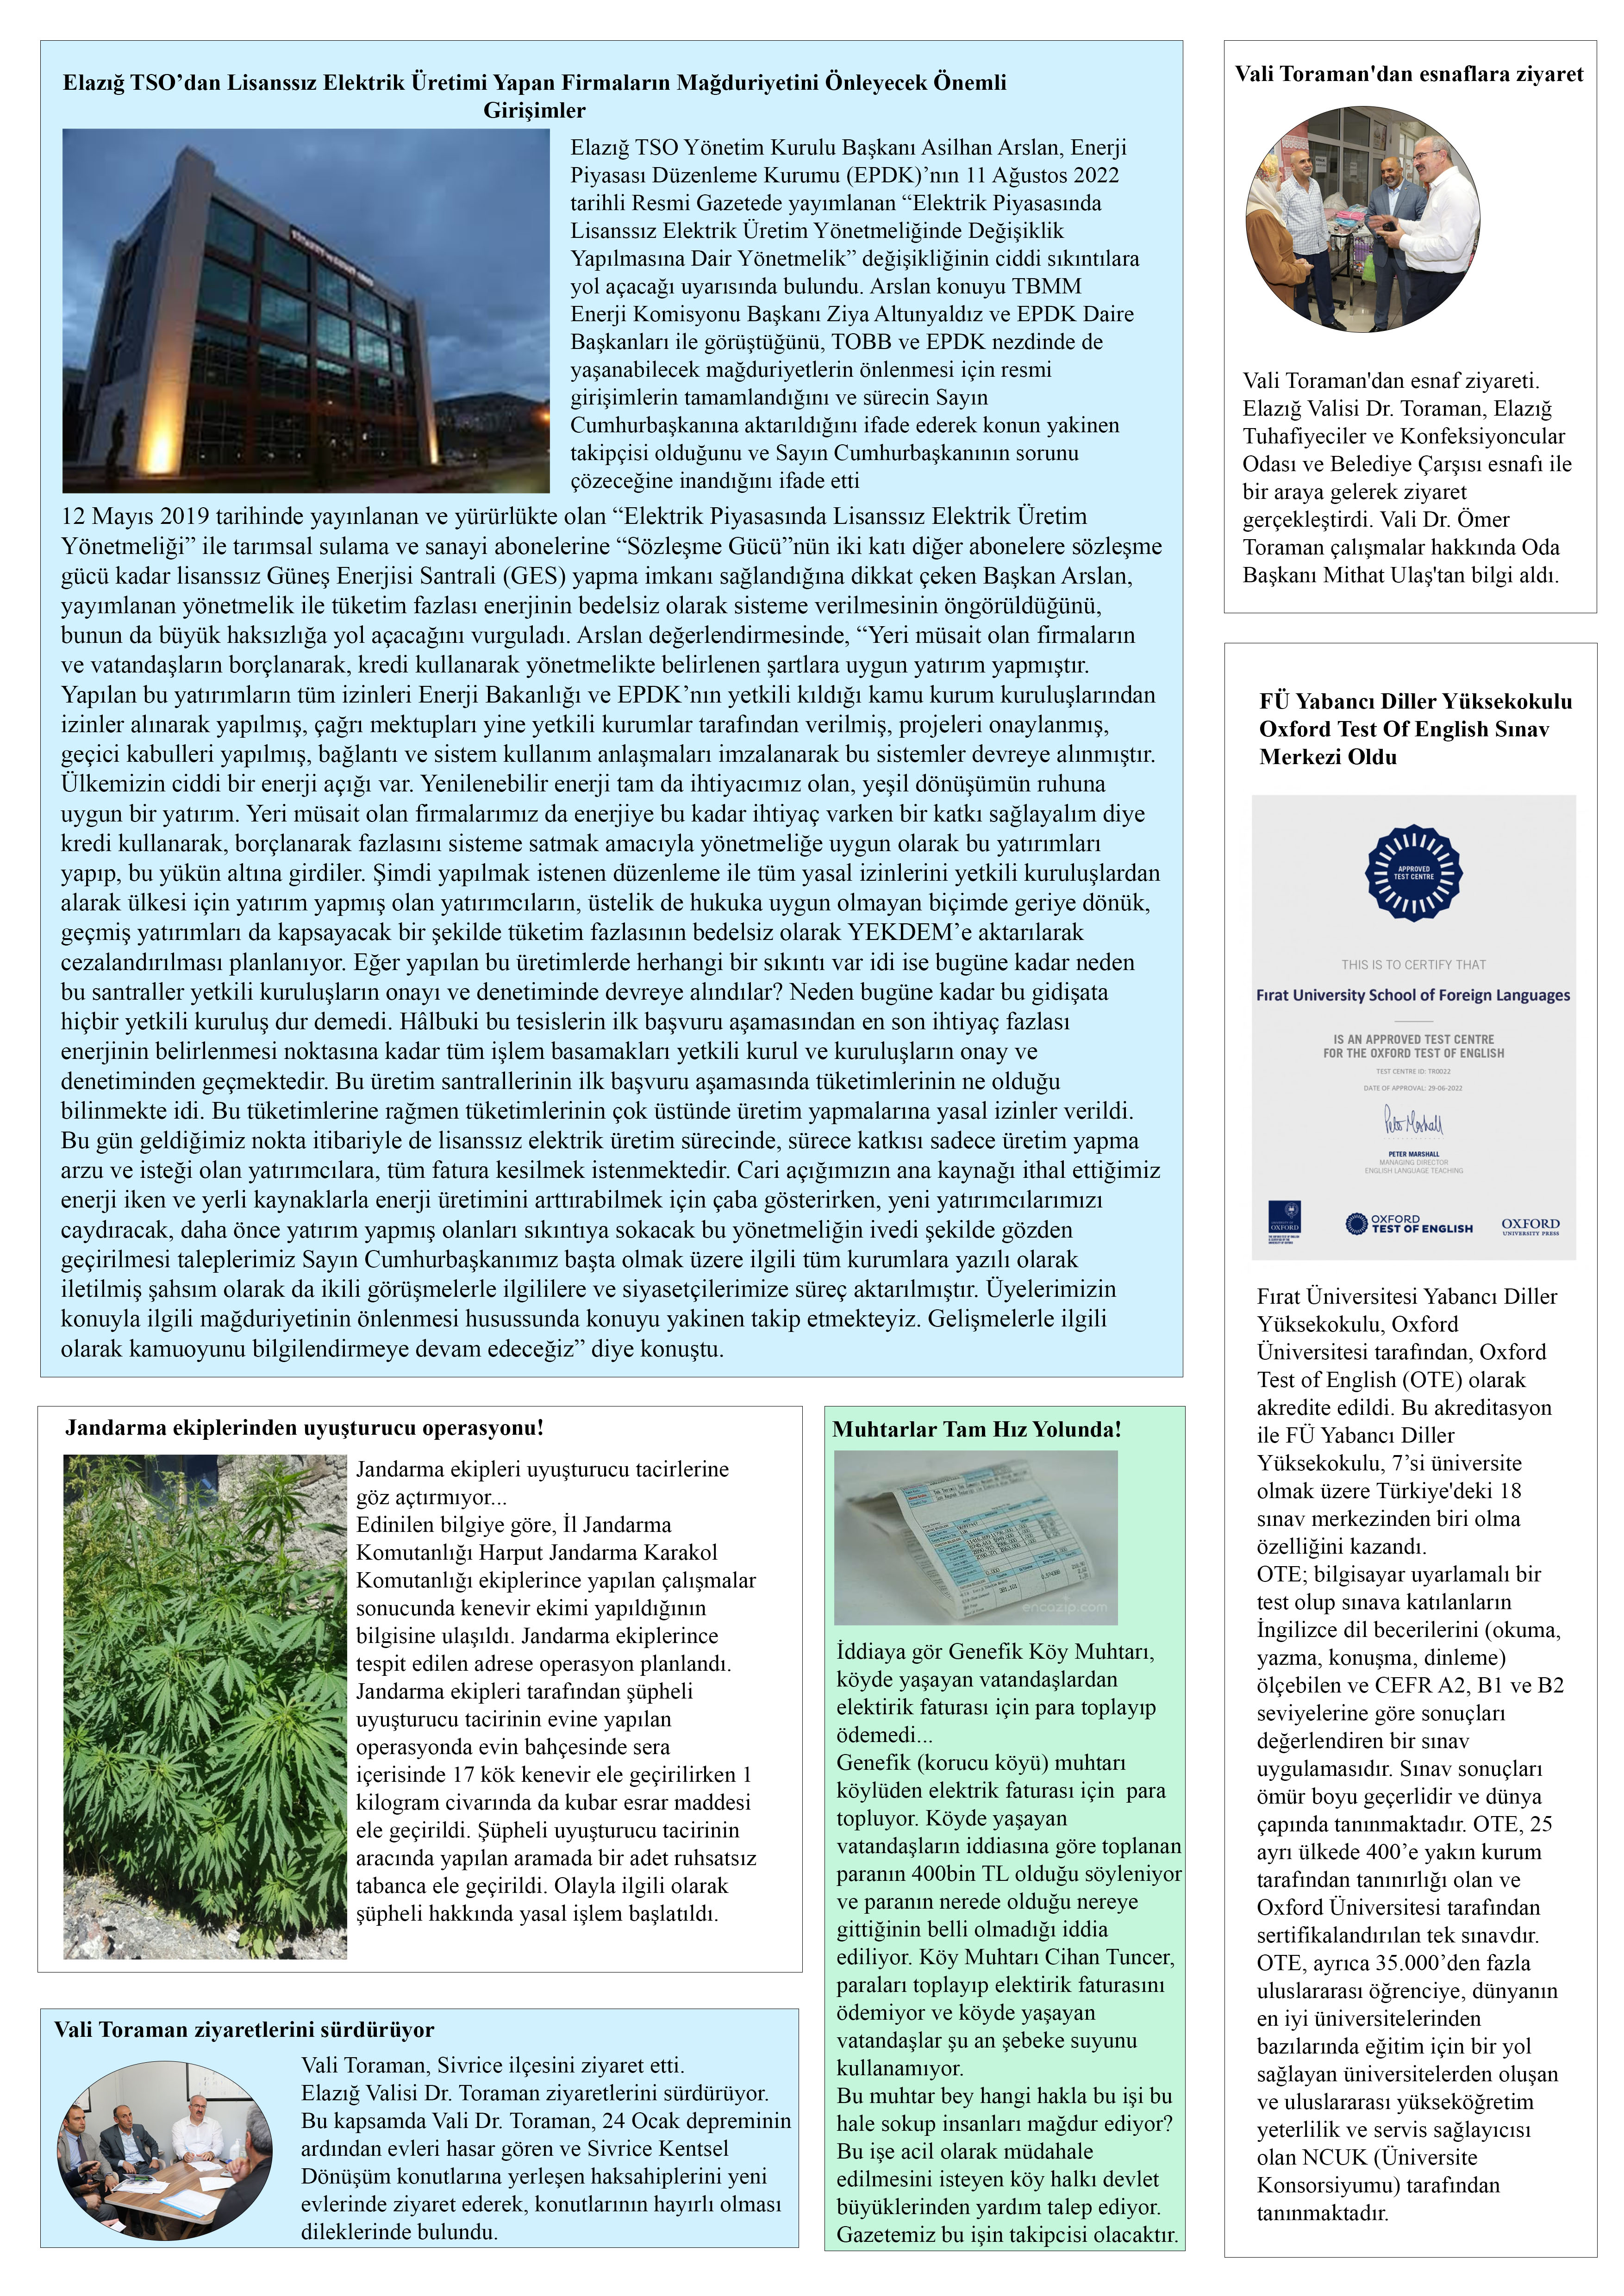 Elazığ TSO’dan Lisanssız Elektrik Üretimi Yapan Firmaların Mağduriyetini Önleyecek Önemli
Girişimler
Elazığ TSO Yönetim Kurulu Başkanı Asilhan Arslan, Enerji
Piyasası Düzenleme Kurumu (EPDK)’nın 11 Ağustos 2022
tarihli Resmi Gazetede yayımlanan “Elektrik Piyasasında
Lisanssız Elektrik Üretim Yönetmeliğinde Değişiklik
Yapılmasına Dair Yönetmelik” değişikliğinin ciddi sıkıntılara
yol açacağı uyarısında bulundu. Arslan konuyu TBMM
Enerji Komisyonu Başkanı Ziya Altunyaldız ve EPDK Daire
Başkanları ile görüştüğünü, TOBB ve EPDK nezdinde de
yaşanabilecek mağduriyetlerin önlenmesi için resmi
girişimlerin tamamlandığını ve sürecin Sayın
Cumhurbaşkanına aktarıldığını ifade ederek konun yakinen
takipçisi olduğunu ve Sayın Cumhurbaşkanının sorunu
çözeceğine inandığını ifade etti
12 Mayıs 2019 tarihinde yayınlanan ve yürürlükte olan “Elektrik Piyasasında Lisanssız Elektrik Üretim
Yönetmeliği” ile tarımsal sulama ve sanayi abonelerine “Sözleşme Gücü”nün iki katı diğer abonelere sözleşme
gücü kadar lisanssız Güneş Enerjisi Santrali (GES) yapma imkanı sağlandığına dikkat çeken Başkan Arslan,
yayımlanan yönetmelik ile tüketim fazlası enerjinin bedelsiz olarak sisteme verilmesinin öngörüldüğünü,
bunun da büyük haksızlığa yol açacağını vurguladı. Arslan değerlendirmesinde, “Yeri müsait olan firmaların
ve vatandaşların borçlanarak, kredi kullanarak yönetmelikte belirlenen şartlara uygun yatırım yapmıştır.
Yapılan bu yatırımların tüm izinleri Enerji Bakanlığı ve EPDK’nın yetkili kıldığı kamu kurum kuruluşlarından
izinler alınarak yapılmış, çağrı mektupları yine yetkili kurumlar tarafından verilmiş, projeleri onaylanmış,
geçici kabulleri yapılmış, bağlantı ve sistem kullanım anlaşmaları imzalanarak bu sistemler devreye alınmıştır.
Ülkemizin ciddi bir enerji açığı var. Yenilenebilir enerji tam da ihtiyacımız olan, yeşil dönüşümün ruhuna
uygun bir yatırım. Yeri müsait olan firmalarımız da enerjiye bu kadar ihtiyaç varken bir katkı sağlayalım diye
kredi kullanarak, borçlanarak fazlasını sisteme satmak amacıyla yönetmeliğe uygun olarak bu yatırımları
yapıp, bu yükün altına girdiler. Şimdi yapılmak istenen düzenleme ile tüm yasal izinlerini yetkili kuruluşlardan
alarak ülkesi için yatırım yapmış olan yatırımcıların, üstelik de hukuka uygun olmayan biçimde geriye dönük,
geçmiş yatırımları da kapsayacak bir şekilde tüketim fazlasının bedelsiz olarak YEKDEM’e aktarılarak
cezalandırılması planlanıyor. Eğer yapılan bu üretimlerde herhangi bir sıkıntı var idi ise bugüne kadar neden
bu santraller yetkili kuruluşların onayı ve denetiminde devreye alındılar? Neden bugüne kadar bu gidişata
hiçbir yetkili kuruluş dur demedi. Hâlbuki bu tesislerin ilk başvuru aşamasından en son ihtiyaç fazlası
enerjinin belirlenmesi noktasına kadar tüm işlem basamakları yetkili kurul ve kuruluşların onay ve
denetiminden geçmektedir. Bu üretim santrallerinin ilk başvuru aşamasında tüketimlerinin ne olduğu
bilinmekte idi. Bu tüketimlerine rağmen tüketimlerinin çok üstünde üretim yapmalarına yasal izinler verildi.
Bu gün geldiğimiz nokta itibariyle de lisanssız elektrik üretim sürecinde, sürece katkısı sadece üretim yapma
arzu ve isteği olan yatırımcılara, tüm fatura kesilmek istenmektedir. Cari açığımızın ana kaynağı ithal ettiğimiz
enerji iken ve yerli kaynaklarla enerji üretimini arttırabilmek için çaba gösterirken, yeni yatırımcılarımızı
caydıracak, daha önce yatırım yapmış olanları sıkıntıya sokacak bu yönetmeliğin ivedi şekilde gözden
geçirilmesi taleplerimiz Sayın Cumhurbaşkanımız başta olmak üzere ilgili tüm kurumlara yazılı olarak
iletilmiş şahsım olarak da ikili görüşmelerle ilgililere ve siyasetçilerimize süreç aktarılmıştır. Üyelerimizin
konuyla ilgili mağduriyetinin önlenmesi husussunda konuyu yakinen takip etmekteyiz. Gelişmelerle ilgili
olarak kamuoyunu bilgilendirmeye devam edeceğiz” diye konuştu.
Jandarma ekiplerinden uyuşturucu operasyonu!
Jandarma ekipleri uyuşturucu tacirlerine
göz açtırmıyor...
Edinilen bilgiye göre, İl Jandarma
Komutanlığı Harput Jandarma Karakol
Komutanlığı ekiplerince yapılan çalışmalar
sonucunda kenevir ekimi yapıldığının
bilgisine ulaşıldı. Jandarma ekiplerince
tespit edilen adrese operasyon planlandı.
Jandarma ekipleri tarafından şüpheli
uyuşturucu tacirinin evine yapılan
operasyonda evin bahçesinde sera
içerisinde 17 kök kenevir ele geçirilirken 1
kilogram civarında da kubar esrar maddesi
ele geçirildi. Şüpheli uyuşturucu tacirinin
aracında yapılan aramada bir adet ruhsatsız
tabanca ele geçirildi. Olayla ilgili olarak
şüpheli hakkında yasal işlem başlatıldı.
Vali Toraman ziyaretlerini sürdürüyor
Vali Toraman, Sivrice ilçesini ziyaret etti.
Elazığ Valisi Dr. Toraman ziyaretlerini sürdürüyor.
Bu kapsamda Vali Dr. Toraman, 24 Ocak depreminin
ardından evleri hasar gören ve Sivrice Kentsel
Dönüşüm konutlarına yerleşen haksahiplerini yeni
evlerinde ziyaret ederek, konutlarının hayırlı olması
dileklerinde bulundu.
Muhtarlar Tam Hız Yolunda!
encazip.com
İddiaya gör Genefik Köy Muhtarı,
köyde yaşayan vatandaşlardan
elektirik faturası için para toplayıp
ödemedi...
Genefik (korucu köyü) muhtarı
köylüden elektrik faturası için  para
topluyor. Köyde yaşayan
vatandaşların iddiasına göre toplanan
paranın 400bin TL olduğu söyleniyor
ve paranın nerede olduğu nereye
gittiğinin belli olmadığı iddia
ediliyor. Köy Muhtarı Cihan Tuncer,
paraları toplayıp elektirik faturasını
ödemiyor ve köyde yaşayan
vatandaşlar şu an şebeke suyunu
kullanamıyor.
Bu muhtar bey hangi hakla bu işi bu
hale sokup insanları mağdur ediyor?
Bu işe acil olarak müdahale
edilmesini isteyen köy halkı devlet
büyüklerinden yardım talep ediyor.
Gazetemiz bu işin takipcisi olacaktır.
Vali Toraman'dan esnaflara ziyaret
Vali Toraman'dan esnaf ziyareti.
Elazığ Valisi Dr. Toraman, Elazığ
Tuhafiyeciler ve Konfeksiyoncular
Odası ve Belediye Çarşısı esnafı ile
bir araya gelerek ziyaret
gerçekleştirdi. Vali Dr. Ömer
Toraman çalışmalar hakkında Oda
Başkanı Mithat Ulaş'tan bilgi aldı.
FÜ Yabancı Diller Yüksekokulu
Oxford Test Of English Sınav
Merkezi Oldu
APPROVED
TEST CENTRE
THIS IS TO CERTIFY THAT
Fırat University School of Foreign Languages
IS AN APPROVED TEST CENTRE
FOR THE OXFORD TEST OF ENGLISH
TEST CENTRE ID: TR0022
DATE OF APPROVAL: 29-06-2022
Peter Marshall
PETER MARSHALL
MANAGING DIRECTOR
ENGLISH LANGUAGE TEACHING
OXFORD
OXFORD
TEST OF ENGLISH
OXFORD
UNIVERSITY PRESS
Fırat Üniversitesi Yabancı Diller
Yüksekokulu, Oxford
Üniversitesi tarafından, Oxford
Test of English (OTE) olarak
akredite edildi. Bu akreditasyon
ile FÜ Yabancı Diller
Yüksekokulu, 7’si üniversite
olmak üzere Türkiye'deki 18
sınav merkezinden biri olma
özelliğini kazandı.
OTE; bilgisayar uyarlamalı bir
test olup sınava katılanların
İngilizce dil becerilerini (okuma,
yazma, konuşma, dinleme)
ölçebilen ve CEFR A2, B1 ve B2
seviyelerine göre sonuçları
değerlendiren bir sınav
uygulamasıdır. Sınav sonuçları
ömür boyu geçerlidir ve dünya
çapında tanınmaktadır. OTE, 25
ayrı ülkede 400’e yakın kurum
tarafından tanınırlığı olan ve
Oxford Üniversitesi tarafından
sertifikalandırılan tek sınavdır.
OTE, ayrıca 35.000’den fazla
uluslararası öğrenciye, dünyanın
en iyi üniversitelerinden
bazılarında eğitim için bir yol
sağlayan üniversitelerden oluşan
ve uluslararası yükseköğretim
yeterlilik ve servis sağlayıcısı
olan NCUK (Üniversite
Konsorsiyumu) tarafından
tanınmaktadır.